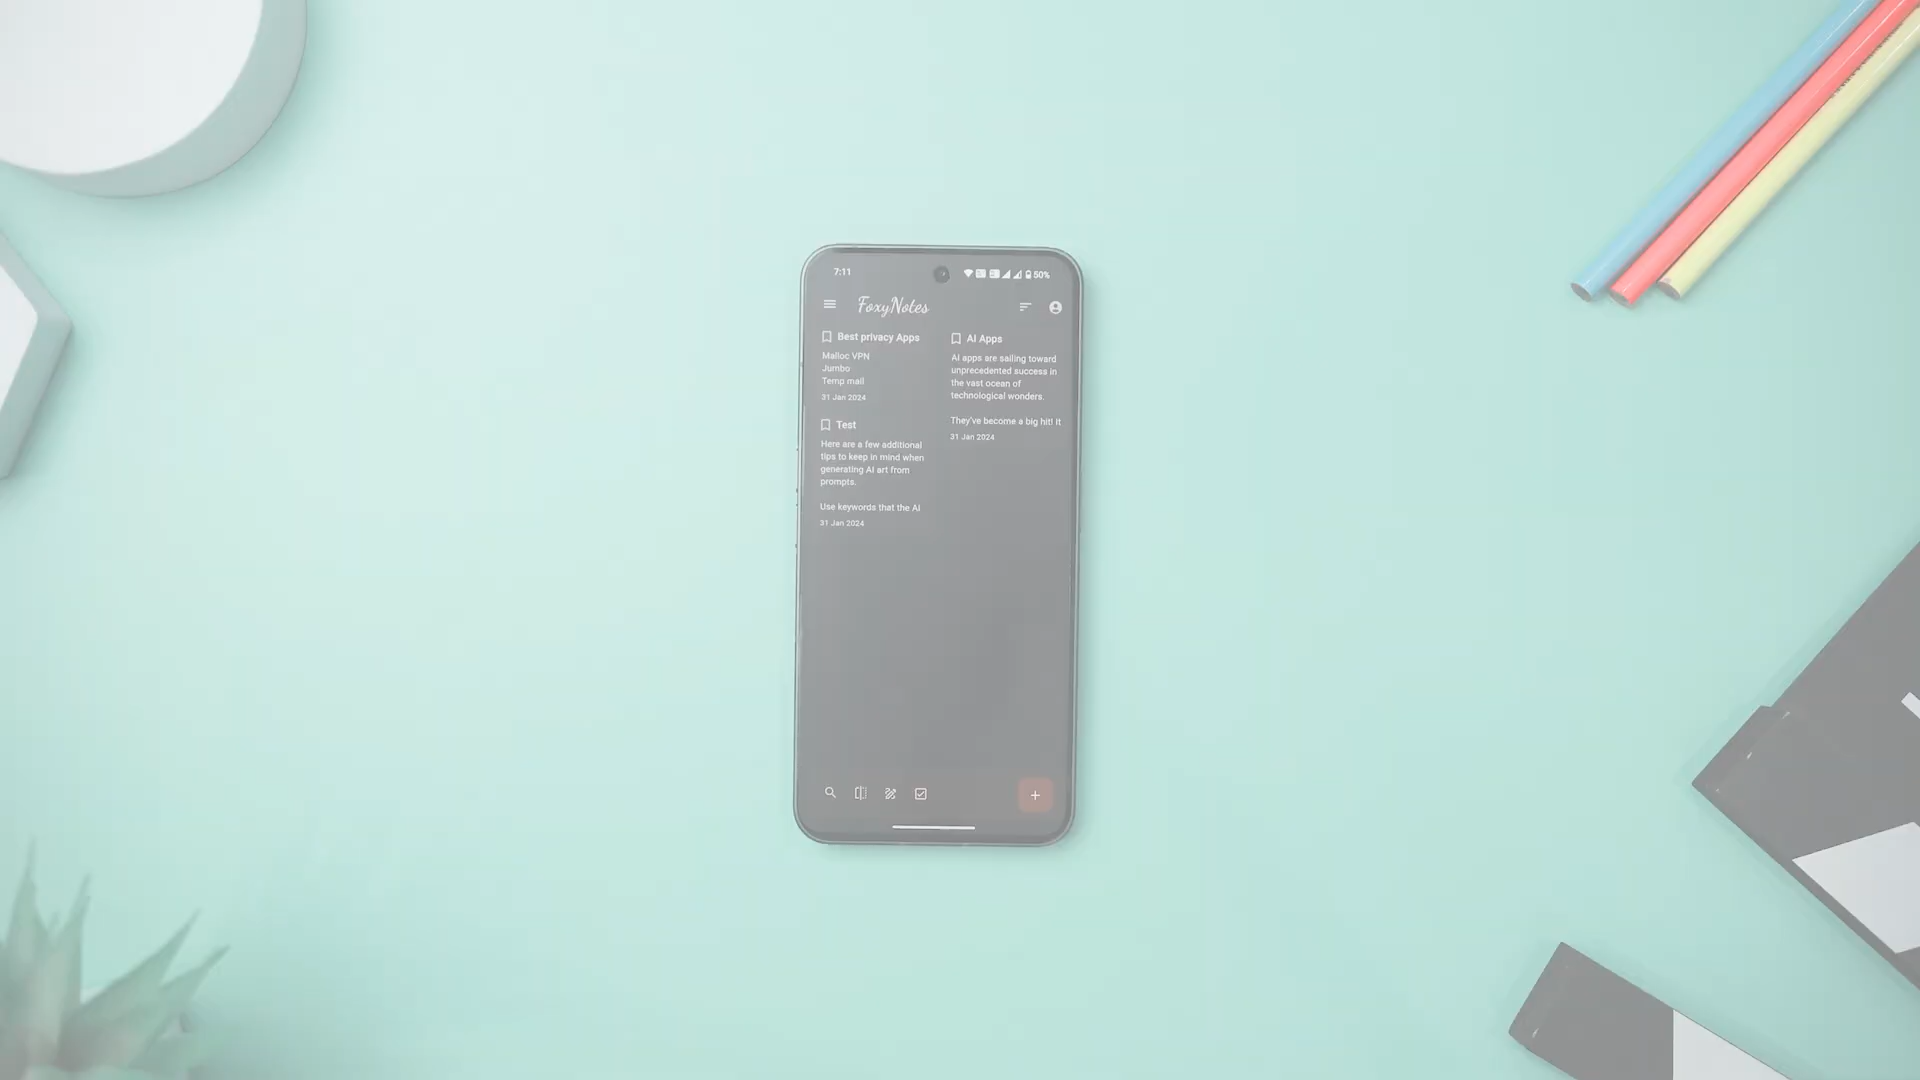 7:11
50%
FoxyNotes
Best privacy Apps
Malloc VPN
Jumbo
Temp mail
31 Jan 2024
Test
Here are a few additional
tips to keep in mind when
generating AI art from
prompts.
Use keywords that the AI
31 Jan 2024
AI Apps
AI apps are sailing toward
unprecedented success in
the vast ocean of
technological wonders.
They've become a big hit! It
31 Jan 2024